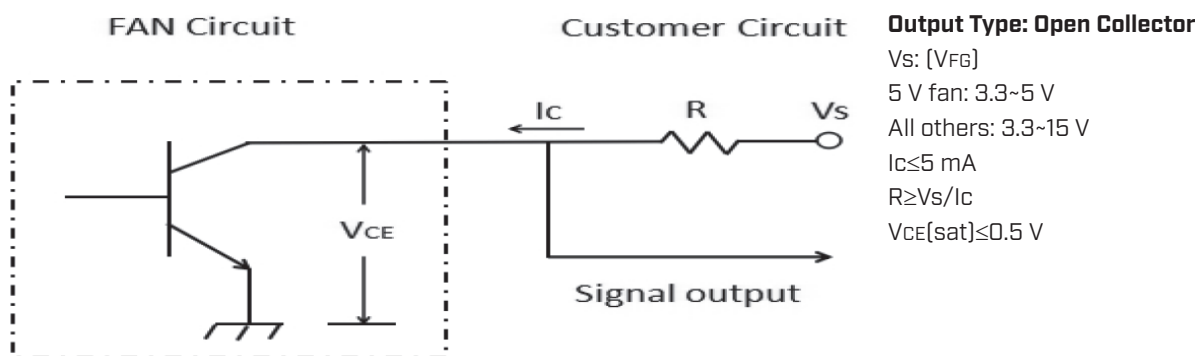 FAN Circuit
Customer Circuit
Output Type: Open Collector
Vs: (VFG)
5 V fan: 3.3~5 V
All others: 3.3~15 V
Ic≤5 mA
R≥Vs/Ic
VCE(sat)≤0.5 V
Ic
R
Vs
VCE
Signal output